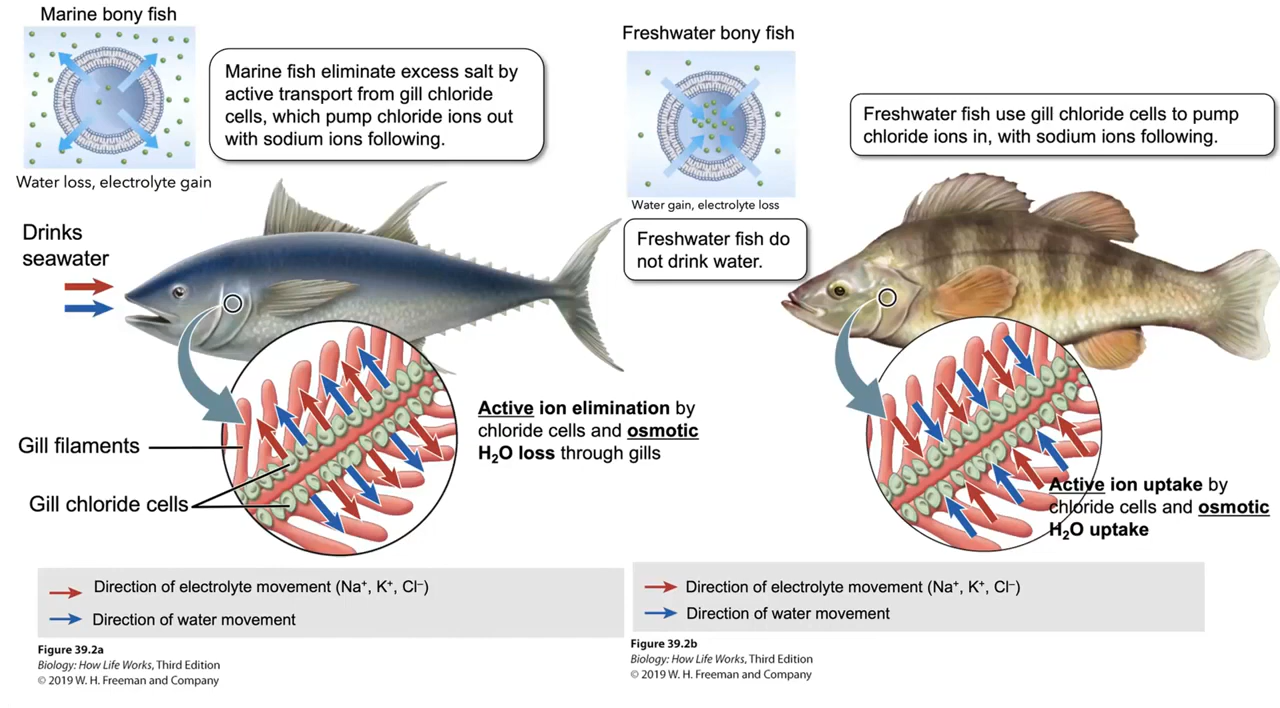 Marine bony fish
Marine fish eliminate excess salt by
active transport from gill chloride
cells, which pump chloride ions out
with sodium ions following.
Water loss, electrolyte gain
Drinks
seawater
Gill filaments
Gill chloride cells
Active ion elimination by
chloride cells and osmotic
H₂O loss through gills
Direction of electrolyte movement (Na⁺, K⁺, Cl⁻)
Direction of water movement
Figure 39.2a
Biology: How Life Works, Third Edition
© 2019 W. H. Freeman and Company
Freshwater bony fish
Freshwater fish use gill chloride cells to pump
chloride ions in, with sodium ions following.
Water gain, electrolyte loss
Freshwater fish do
not drink water.
Active ion uptake by
chloride cells and osmotic
H₂O uptake
Direction of electrolyte movement (Na⁺, K⁺, Cl⁻)
Direction of water movement
Figure 39.2b
Biology: How Life Works, Third Edition
© 2019 W. H. Freeman and Company